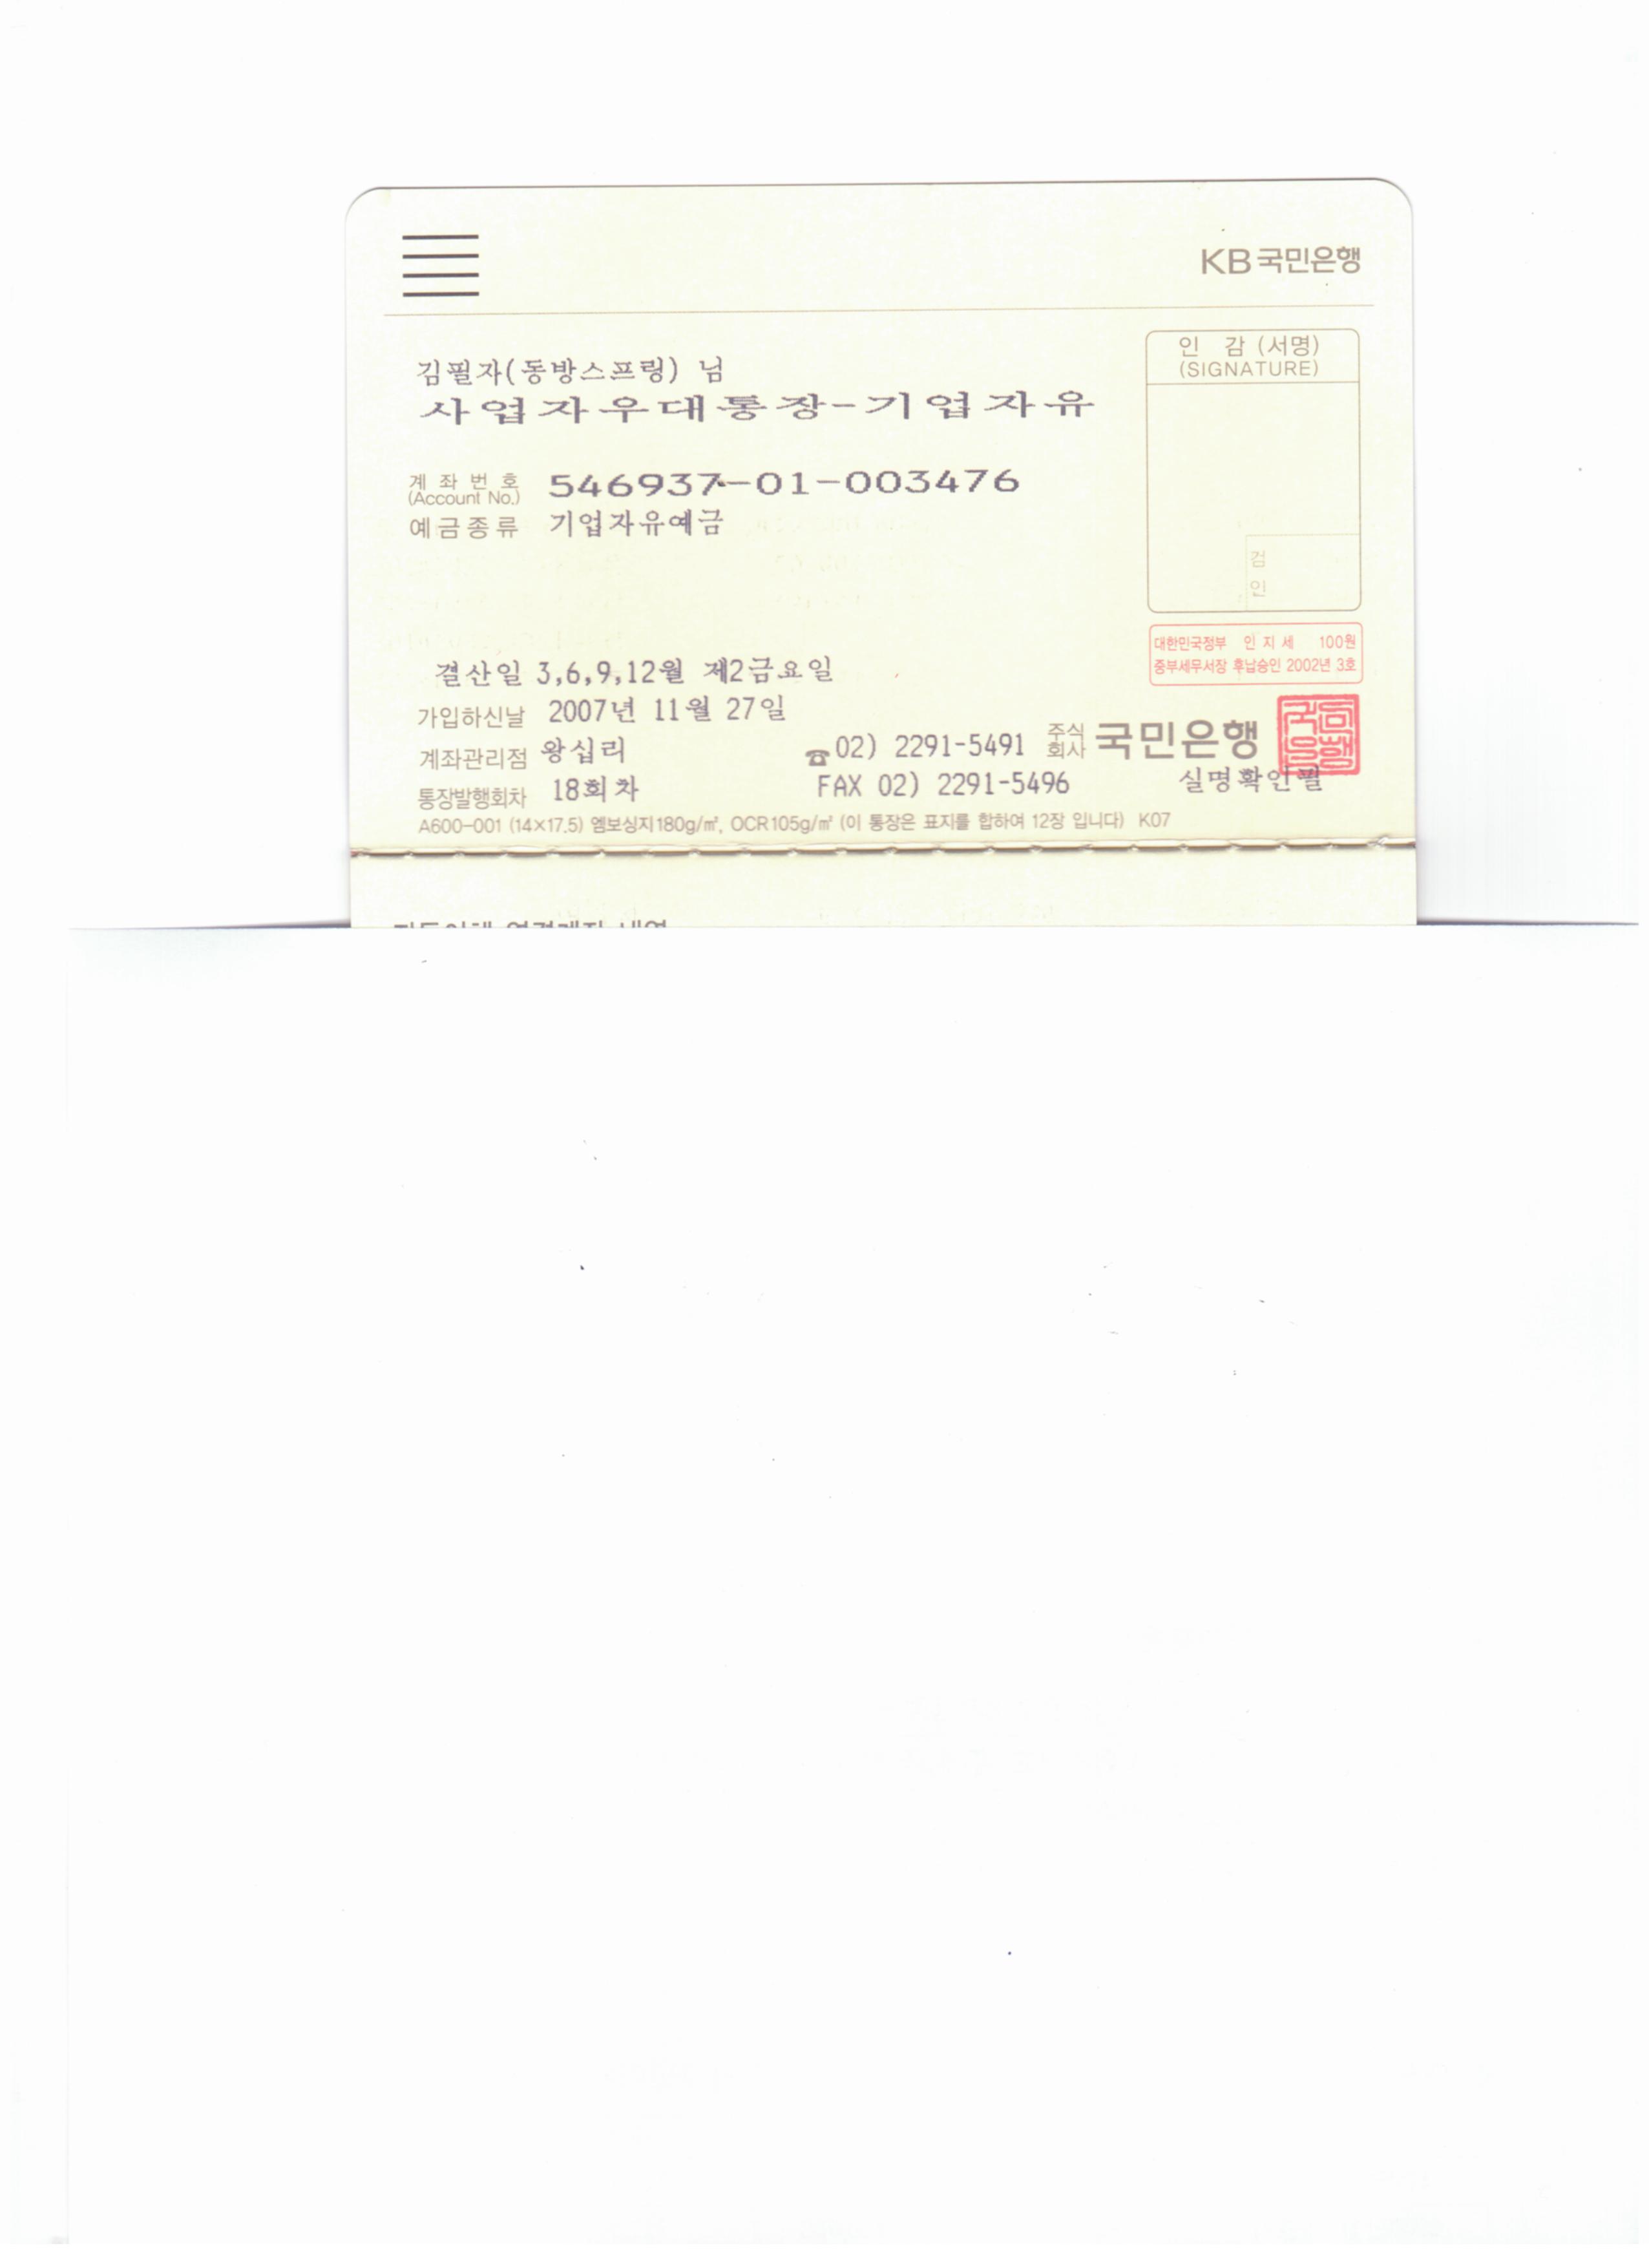 KB국민은행
인 감 (서명)
(SIGNATURE)
김필자(동방스프링) 님
사업자우대통장-기업자유
계 좌 번 호 546937-01-003476
(Account No.)
예금종류 기업자유예금
검
인
대한민국정부 인 지 세 100원
중부세무서장 후납승인 2002년 3호
결산일 3,6,9,12월 제2금요일
가입하신날 2007년 11월 27일
계좌관리점 왕십리 ☎02) 2291-5491 주식회사 국민은행
통장발행회차 18회차 FAX 02) 2291-5496 실명확인필
A600-001 (14×17.5) 엠보싱지180g/㎡, OCR105g/㎡ (이 통장은 표지를 합하여 12장 입니다) K07